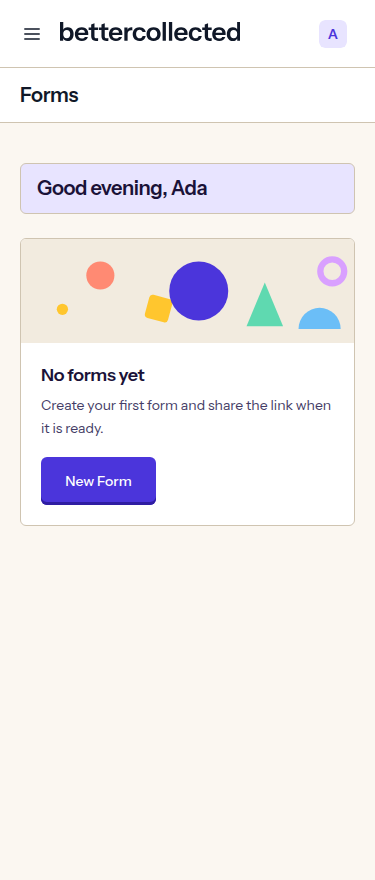 bettercollected
A
Forms
Good evening, Ada
No forms yet
Create your first form and share the link when
it is ready.
New Form